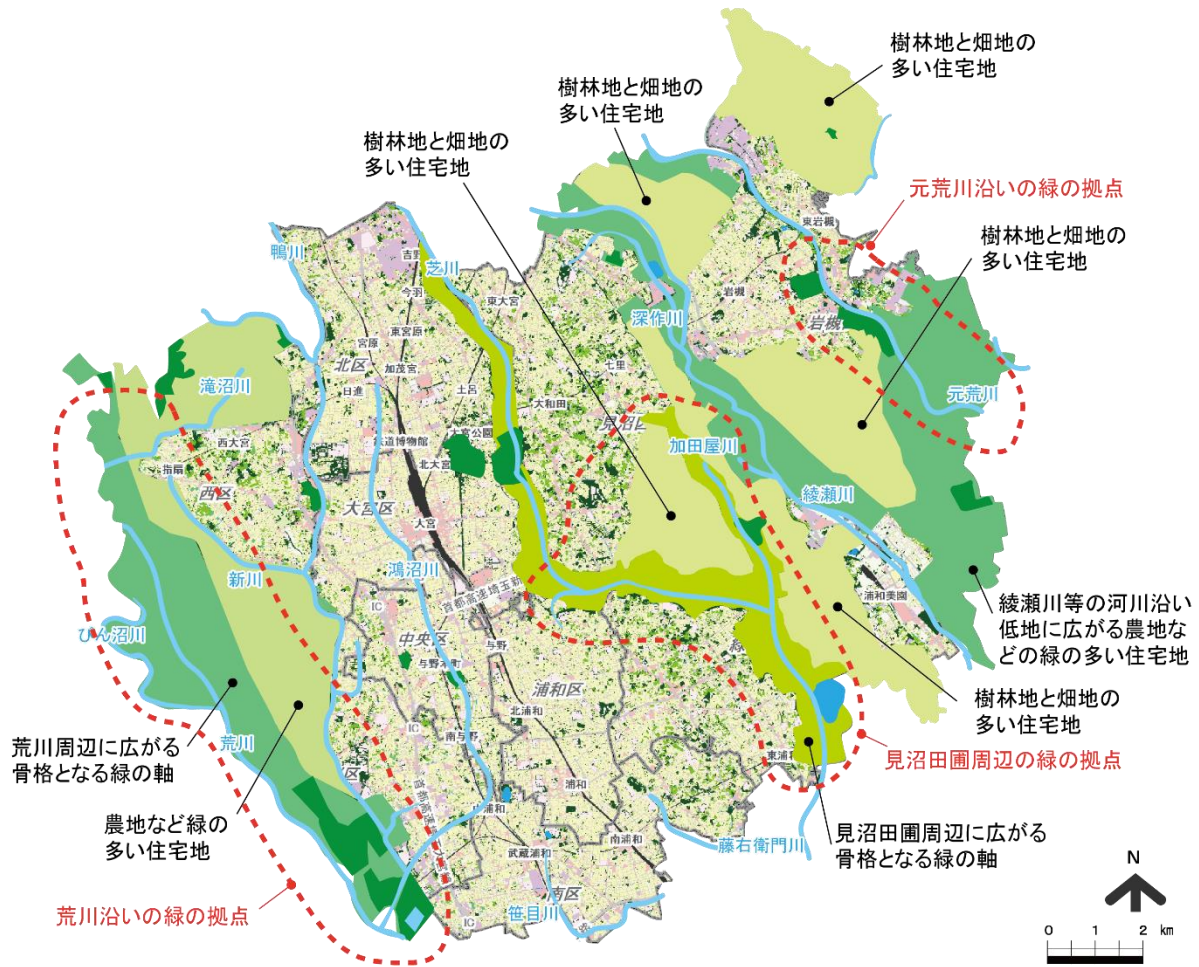 樹林地と畑地の
多い住宅地
樹林地と畑地の
多い住宅地
樹林地と畑地の
多い住宅地
元荒川沿いの緑の拠点
樹林地と畑地の
多い住宅地
東岩槻
鴨川
吉野
芝川
今羽
東大宮
岩槻
岩槻
深作川
東宮原
宮原
北区
加茂宮
七里
滝沼川
日進
土呂
元荒川
大和田
見沼区
西大宮
鉄道博物館
大宮公園
加田屋川
指扇
北大宮
西区
綾瀬川
大宮区
大宮
新川
鴻沼川
首都高速埼玉新
浦和美園
IC
綾瀬川等の河川沿い
低地に広がる農地な
どの緑の多い住宅地
びん沼川
中央区
与野
与野本町
浦和区
樹林地と畑地の
多い住宅地
北浦和
荒川周辺に広がる
骨格となる緑の軸
荒川
IC
南与野
東浦和
見沼田圃周辺の緑の拠点
区
首都高速
浦和
農地など緑の
多い住宅地
見沼田圃周辺に広がる
骨格となる緑の軸
武蔵浦和
南浦和
藤右衛門川
南区
荒川沿いの緑の拠点
IC
笹目川
N
0 1 2 km